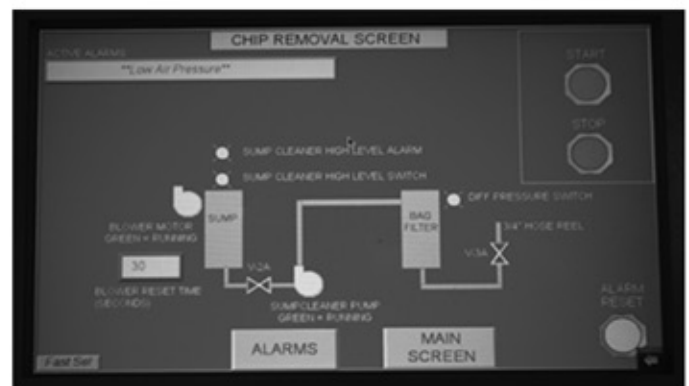 CHIP REMOVAL SCREEN
ACTIVE ALARMS:
**Low Air Pressure**
START
STOP
SUMP CLEANER HIGH LEVEL ALARM
SUMP CLEANER HIGH LEVEL SWITCH
DIFF PRESSURE SWITCH
SUMP
BAG
FILTER
BLOWER MOTOR
GREEN = RUNNING
3/4" HOSE REEL
V-3A
30
V-2A
BLOWER RESET TIME
(SECONDS)
SUMPCLEANER PUMP
GREEN = RUNNING
ALARM
RESET
ALARMS
MAIN
SCREEN
Fast Sel